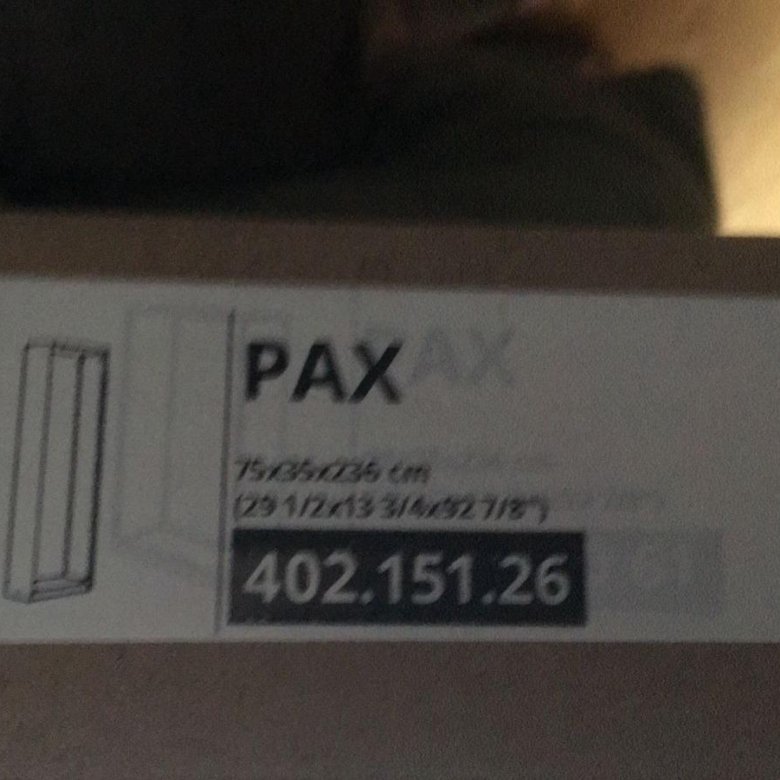 PAX
75x35x236 cm
(29 1/2x13 3/4x92 7/8")
402.151.26